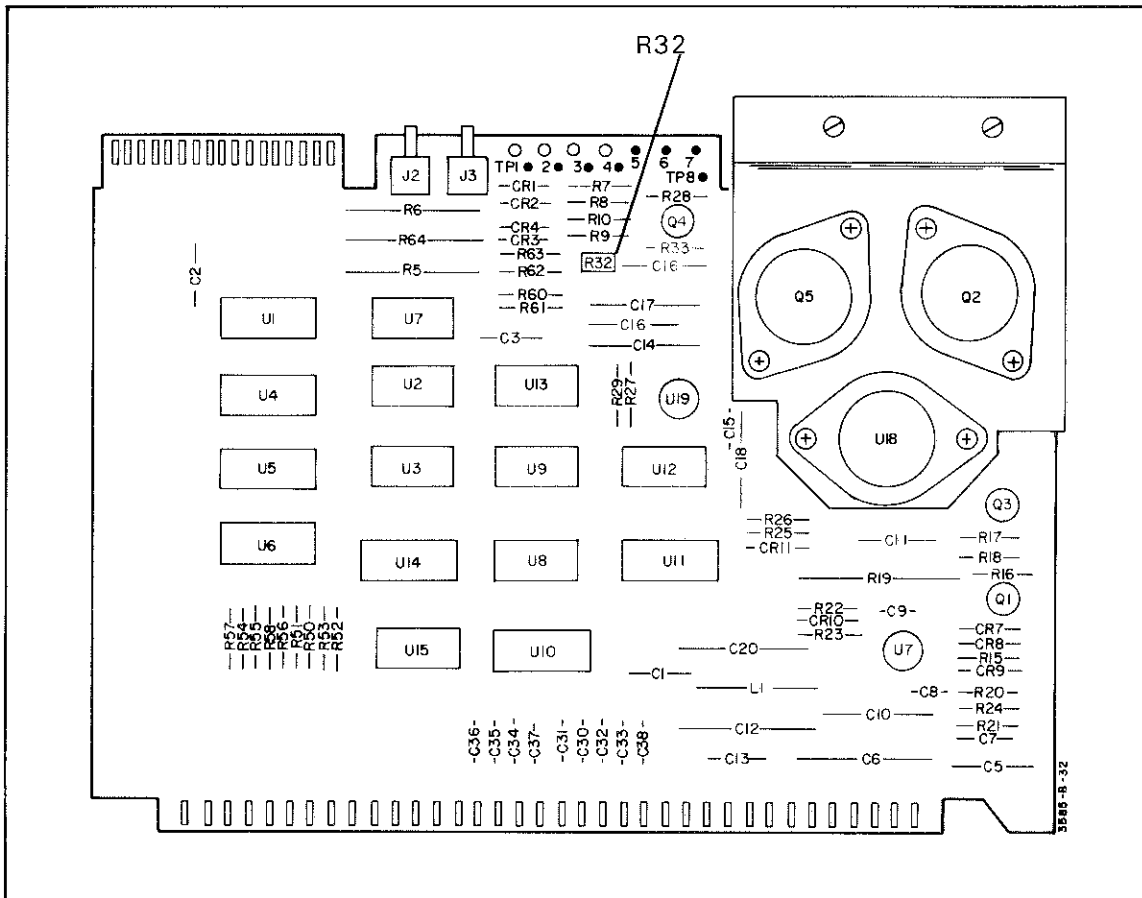 R32
J2
J3
TP1 2 3 4 5 6 7
TP8
CR1
R7
CR2
R8
R28
R6
R10
Q4
CR4
R9
R64
CR3
R33
R63
R32
C16
C2
R5
R62
R60
C17
Q5
Q2
R61
U1
U7
C16
C3
C14
U2
U13
R29
R27
U4
U19
C15
U18
C18
U5
U3
U9
U12
Q3
R26
R17
U6
R25
C11
CR11
R18
U14
U8
U11
R19
R16
Q1
R22
C9
CR10
CR7
R57
R54
R55
R58
R56
R51
R50
R53
R52
R23
CR8
U15
U10
C20
U7
R15
CR9
C1
L1
C8
R20
R24
C10
R21
C12
C7
C36
C35
C34
C37
C31
C30
C32
C33
C38
C13
C6
C5
3585-B-32